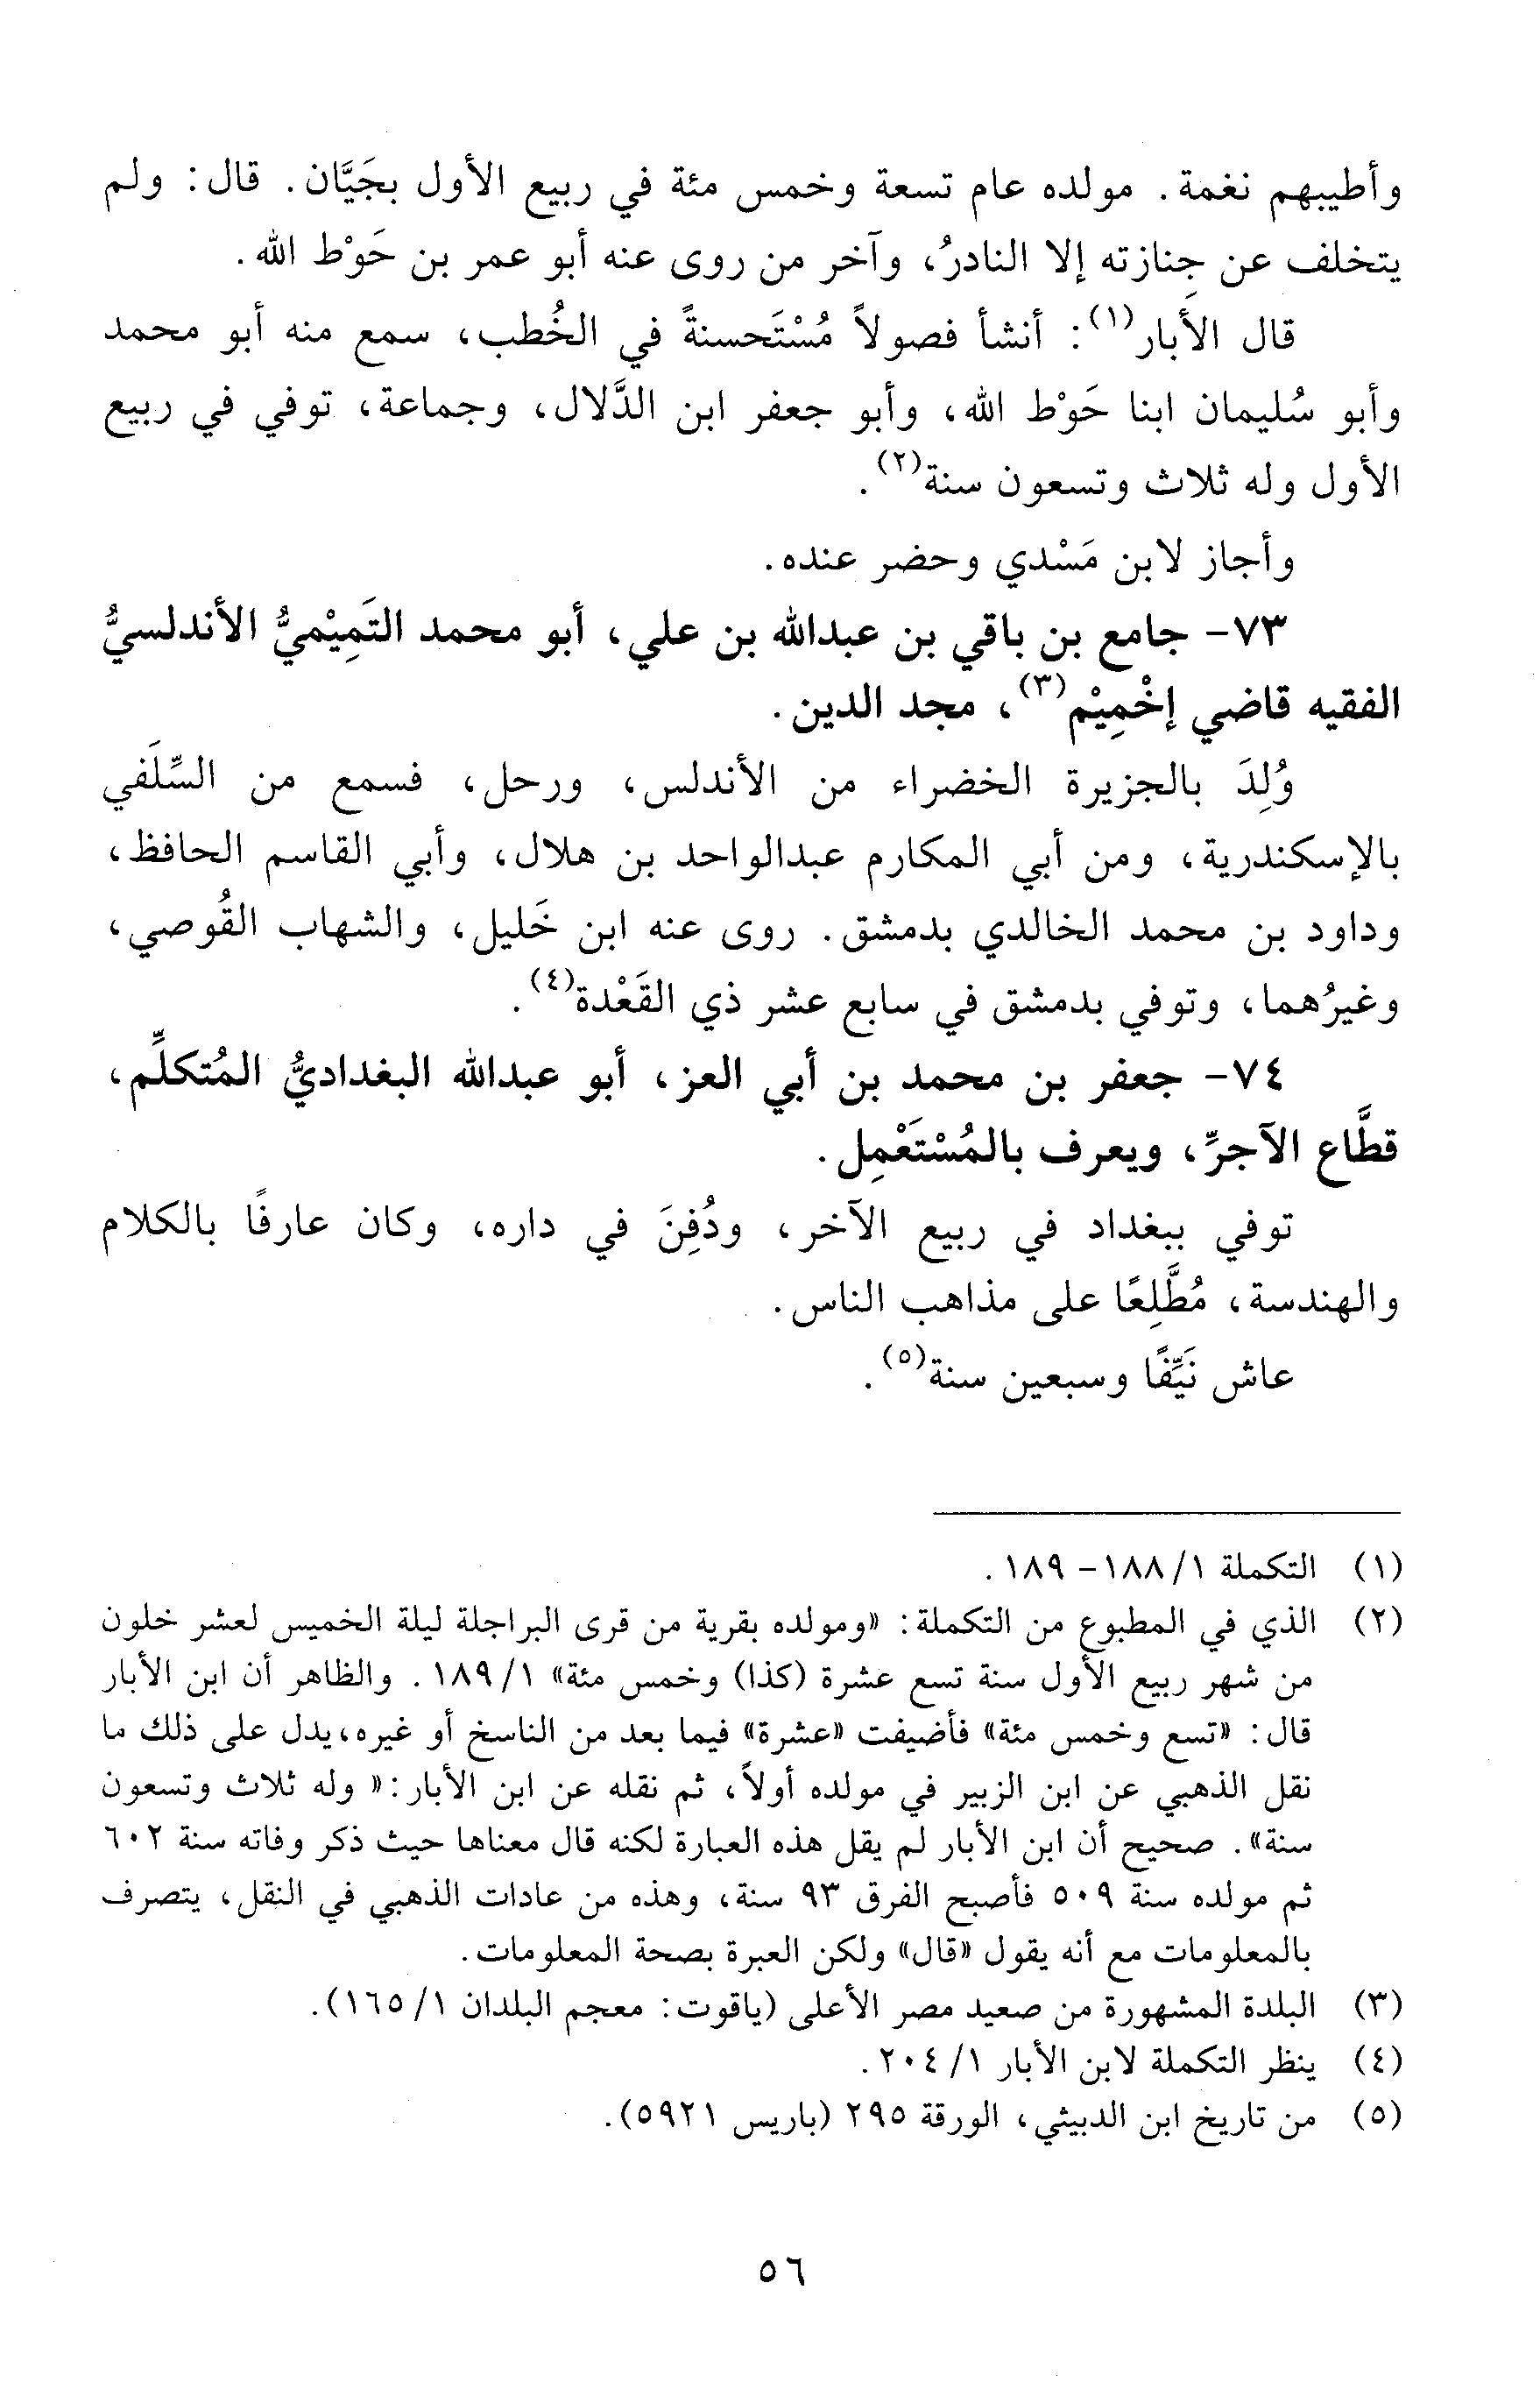 وأطيبهم نغمة. مولده عام تسعة وخمس مئة في ربيع الأول بجَيَّان. قال: ولم
يتخلف عن جِنازته إلا النادرُ، وآخر من روى عنه أبو عمر بن حَوْط الله.
قال الأبار(١): أنشأ فصولاً مُسْتَحسنةً في الخُطب، سمع منه أبو محمد
وأبو سُليمان ابنا حَوْط الله، وأبو جعفر ابن الدَّلال، وجماعة، توفي في ربيع
الأول وله ثلاث وتسعون سنة(٢).
وأجاز لابن مَسْدي وحضر عنده.
٧٣- جامع بن باقي بن عبدالله بن علي، أبو محمد التَمِيْميُّ الأندلسيُّ
الفقيه قاضي إخْمِيْم(٣)، مجد الدين.
وُلِدَ بالجزيرة الخضراء من الأندلس، ورحل، فسمع من السِّلَفي
بالإسكندرية، ومن أبي المكارم عبدالواحد بن هلال، وأبي القاسم الحافظ،
وداود بن محمد الخالدي بدمشق. روى عنه ابن خَليل، والشهاب القُوصي،
وغيرُهما، وتوفي بدمشق في سابع عشر ذي القَعْدة(٤).
٧٤- جعفر بن محمد بن أبي العز، أبو عبدالله البغداديُّ المُتكلِّم،
قطَّاع الآجرِّ، ويعرف بالمُسْتَعْمِل.
توفي ببغداد في ربيع الآخر، ودُفِنَ في داره، وكان عارفًا بالكلام
والهندسة، مُطَّلِعًا على مذاهب الناس.
عاش نَيِّفًا وسبعين سنة(٥).
(١) التكملة ١/ ١٨٨- ١٨٩.
(٢) الذي في المطبوع من التكملة: «ومولده بقرية من قرى البراجلة ليلة الخميس لعشر خلون
من شهر ربيع الأول سنة تسع عشرة (كذا) وخمس مئة» ١/ ١٨٩. والظاهر أن ابن الأبار
قال: «تسع وخمس مئة» فأضيفت «عشرة» فيما بعد من الناسخ أو غيره،يدل على ذلك ما
نقل الذهبي عن ابن الزبير في مولده أولاً، ثم نقله عن ابن الأبار:« وله ثلاث وتسعون
سنة». صحيح أن ابن الأبار لم يقل هذه العبارة لكنه قال معناها حيث ذكر وفاته سنة ٦٠٢
ثم مولده سنة ٥٠٩ فأصبح الفرق ٩٣ سنة، وهذه من عادات الذهبي في النقل، يتصرف
بالمعلومات مع أنه يقول «قال» ولكن العبرة بصحة المعلومات.
(٣) البلدة المشهورة من صعيد مصر الأعلى (ياقوت: معجم البلدان ١/ ١٦٥).
(٤) ينظر التكملة لابن الأبار ١/ ٢٠٤.
(٥) من تاريخ ابن الدبيثي، الورقة ٢٩٥ (باريس ٥٩٢١).
٥٦